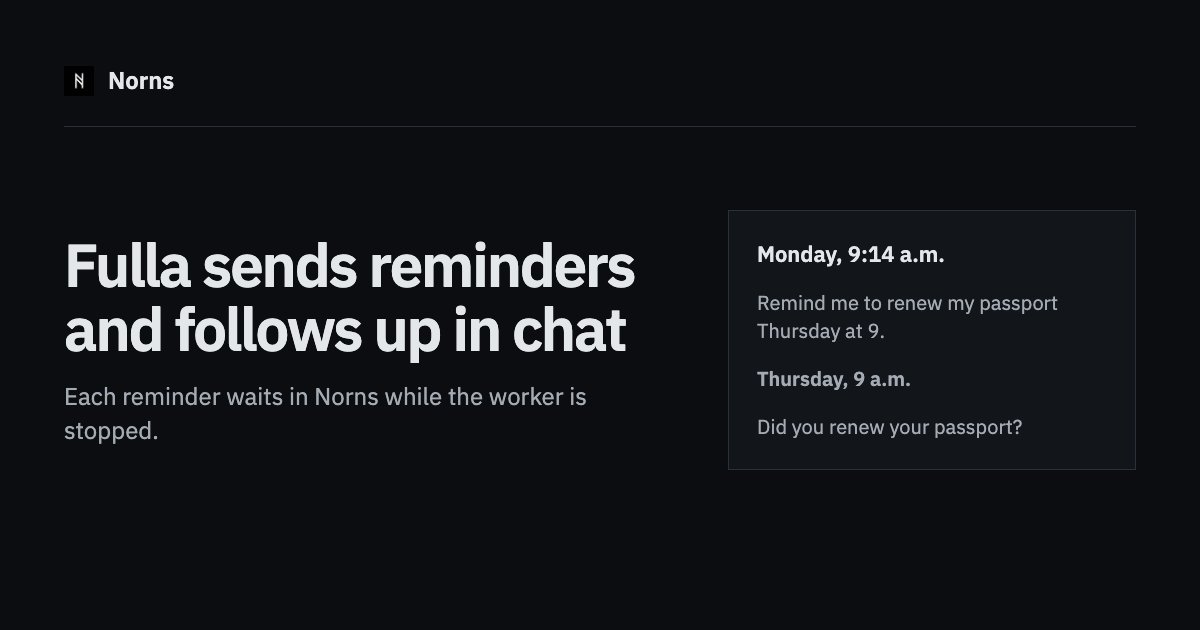 Norns
Fulla sends reminders
and follows up in chat
Each reminder waits in Norns while the worker is
stopped.
Monday, 9:14 a.m.
Remind me to renew my passport
Thursday at 9.
Thursday, 9 a.m.
Did you renew your passport?